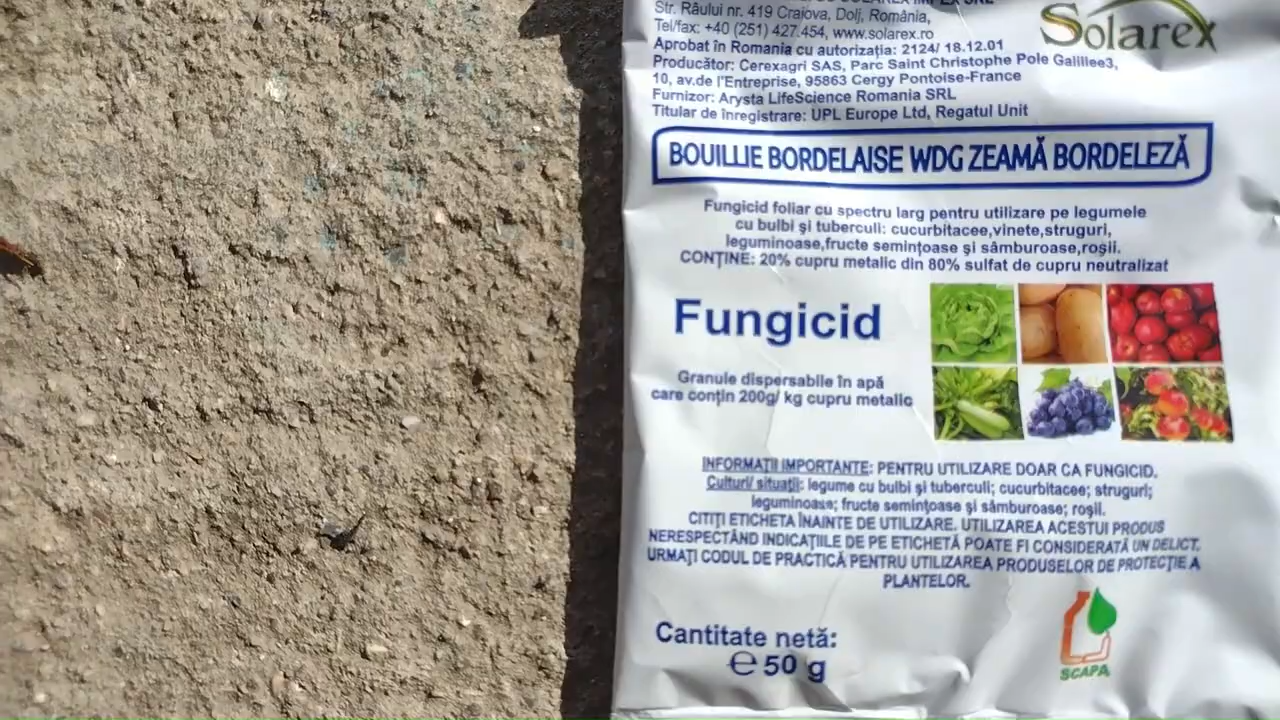 Str. Râului nr. 419 Craiova, Dolj, România,
Tel/fax: +40 (251) 427.454, www.solarex.ro
Solarex
Aprobat în Romania cu autorizația: 2124/ 18.12.01
Producător: Cerexagri SAS, Parc Saint Christophe Pole Galillee3,
10, av.de l'Entreprise, 95863 Cergy Pontoise-France
Furnizor: Arysta LifeScience Romania SRL
Titular de înregistrare: UPL Europe Ltd, Regatul Unit
BOUILLIE BORDELAISE WDG ZEAMĂ BORDELEZĂ
Fungicid foliar cu spectru larg pentru utilizare pe legumele
cu bulbi și tuberculi: cucurbitacee,vinete,struguri,
leguminoase,fructe semințoase și sâmburoase,roșii.
CONȚINE: 20% cupru metalic din 80% sulfat de cupru neutralizat
Fungicid
Granule dispersabile în apă
care conțin 200g/ kg cupru metalic
INFORMAȚII IMPORTANTE: PENTRU UTILIZARE DOAR CA FUNGICID.
Culturi/ situații: legume cu bulbi și tuberculi; cucurbitacee; struguri;
leguminoase; fructe semințoase și sâmburoase; roșii.
CITIȚI ETICHETA ÎNAINTE DE UTILIZARE. UTILIZAREA ACESTUI PRODUS
NERESPECTÂND INDICAȚIILE DE PE ETICHETĂ POATE FI CONSIDERATĂ UN DELICT.
URMAȚI CODUL DE PRACTICĂ PENTRU UTILIZAREA PRODUSELOR DE PROTECȚIE A
PLANTELOR.
Cantitate netă:
℮ 50 g
SCAPA